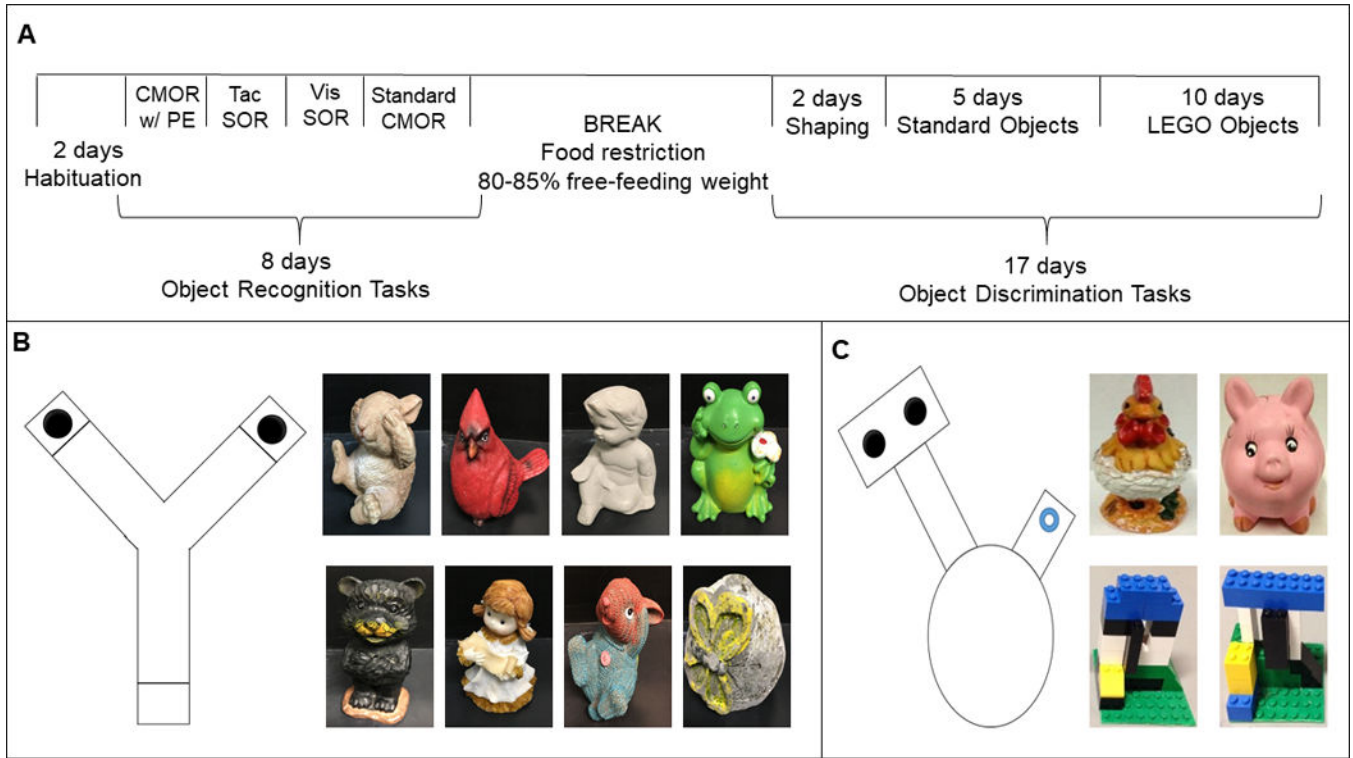 A
CMOR
w/ PE
Tac
SOR
Vis
SOR
Standard
CMOR
2 days
Habituation
BREAK
Food restriction
80-85% free-feeding weight
2 days
Shaping
5 days
Standard Objects
10 days
LEGO Objects
8 days
Object Recognition Tasks
17 days
Object Discrimination Tasks
B
C